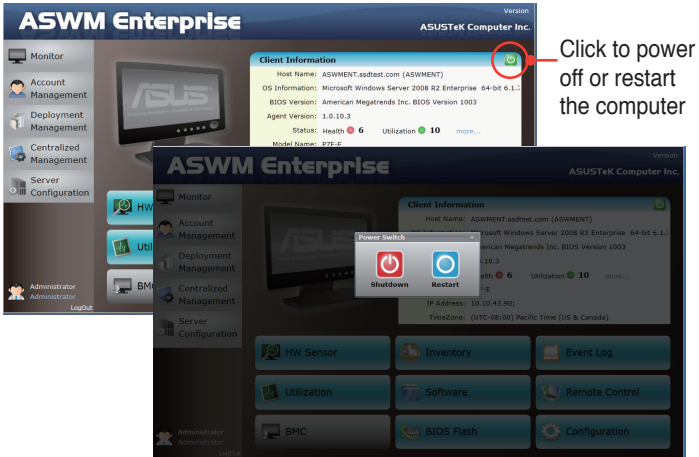 ASWM Enterprise
Version
ASUSTeK Computer Inc.
Click to power
off or restart
the computer
Monitor
Account
Management
Deployment
Management
Centralized
Management
Server
Configuration
Administrator
Administrator
LogOut
/ISUS
Client Information
Host Name: ASWMENT.ssdtest.com (ASWMENT)
OS Information: Microsoft Windows Server 2008 R2 Enterprise 64-bit 6.1.
BIOS Version: American Megatrends Inc. BIOS Version 1003
Agent Version: 1.0.10.3
Status: Health 6 Utilization 10 more...
Model Name: P7F-E
HW
Util
BM
ASWM Enterprise
Version
ASUSTeK Computer Inc.
Monitor
Account
Management
Deployment
Management
Centralized
Management
Server
Configuration
Administrator
Administrator
LogOut
Client Information
Host Name: ASWMENT.ssdtest.com (ASWMENT)
Microsoft Windows Server 2008 R2 Enterprise 64-bit 6.1.
American Megatrends Inc. BIOS Version 1003
.10.3
Health 6 Utilization 10 more...
F-E
IP Address: 10.10.43.90;
TimeZone: (UTC-08:00) Pacific Time (US & Canada)
Power Switch
Shutdown
Restart
HW Sensor
Inventory
Event Log
Utilization
Software
Remote Control
BMC
BIOS Flash
Configuration